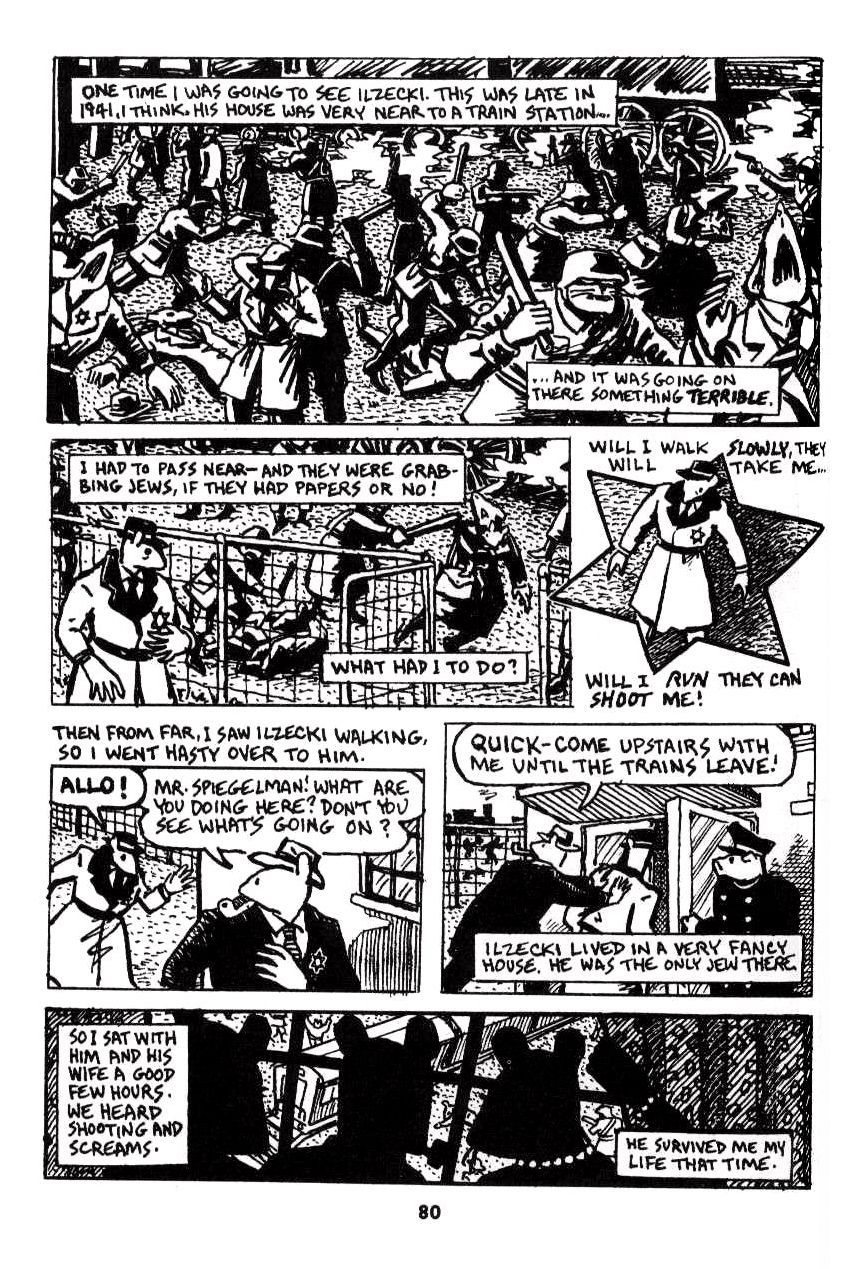 ONE TIME I WAS GOING TO SEE ILZECKI. THIS WAS LATE IN
1941, I THINK. HIS HOUSE WAS VERY NEAR TO A TRAIN STATION...
...AND IT WAS GOING ON
THERE SOMETHING TERRIBLE.
I HAD TO PASS NEAR—AND THEY WERE GRAB-
BING JEWS, IF THEY HAD PAPERS OR NO!
WHAT HAD I TO DO?
WILL I WALK SLOWLY, THEY
WILL TAKE ME...
WILL I RUN THEY CAN
SHOOT ME!
THEN FROM FAR, I SAW ILZECKI WALKING,
SO I WENT HASTY OVER TO HIM.
ALLO!
MR. SPIEGELMAN! WHAT ARE
YOU DOING HERE? DON'T YOU
SEE WHAT'S GOING ON?
QUICK-COME UPSTAIRS WITH
ME UNTIL THE TRAINS LEAVE!
ILZECKI LIVED IN A VERY FANCY
HOUSE. HE WAS THE ONLY JEW THERE.
SO I SAT WITH
HIM AND HIS
WIFE A GOOD
FEW HOURS.
WE HEARD
SHOOTING AND
SCREAMS.
HE SURVIVED ME MY
LIFE THAT TIME.
80